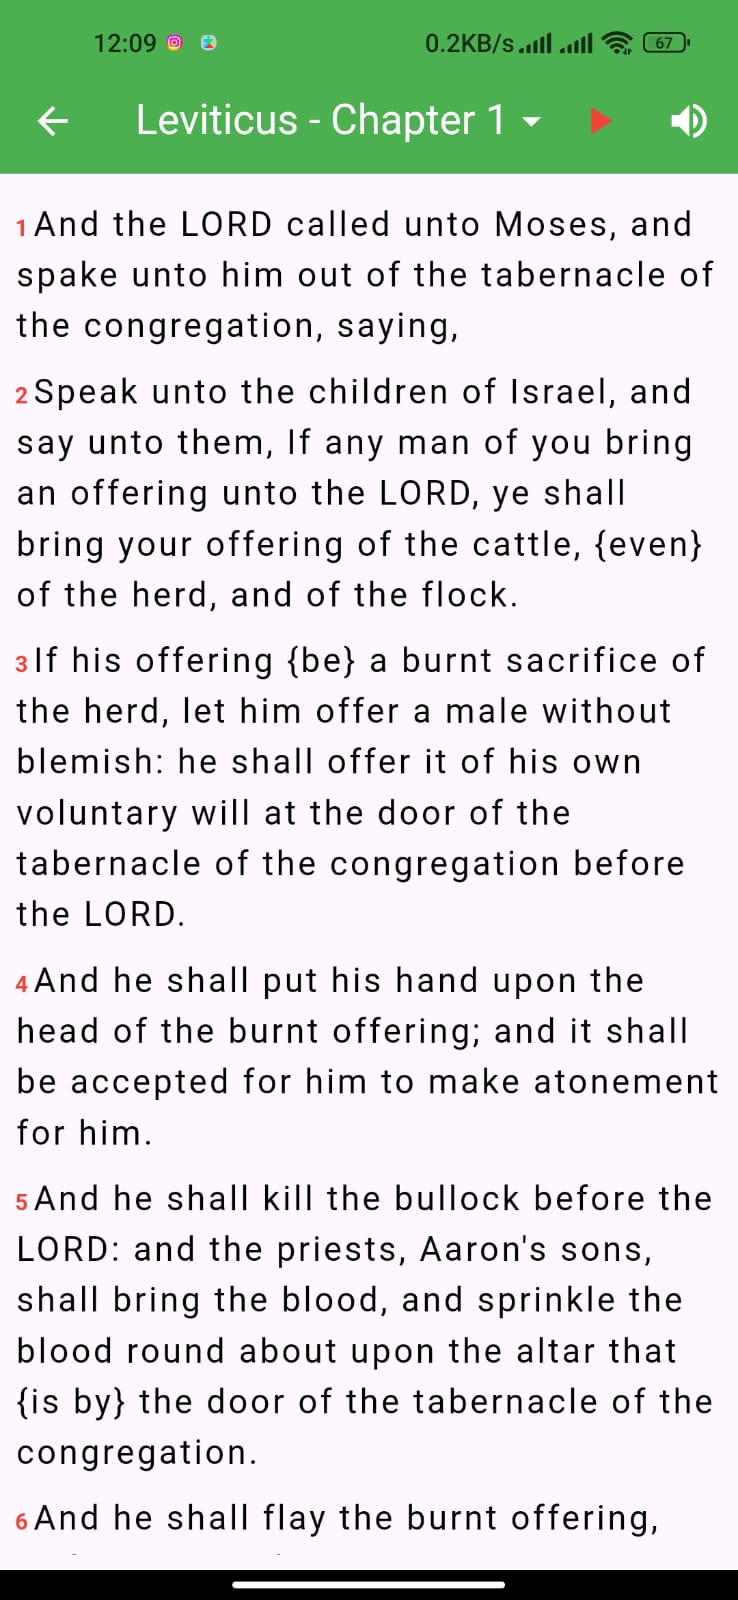 12:09 0.2KB/s 67
Leviticus - Chapter 1
1 And the LORD called unto Moses, and
spake unto him out of the tabernacle of
the congregation, saying,
2 Speak unto the children of Israel, and
say unto them, If any man of you bring
an offering unto the LORD, ye shall
bring your offering of the cattle, {even}
of the herd, and of the flock.
3 If his offering {be} a burnt sacrifice of
the herd, let him offer a male without
blemish: he shall offer it of his own
voluntary will at the door of the
tabernacle of the congregation before
the LORD.
4 And he shall put his hand upon the
head of the burnt offering; and it shall
be accepted for him to make atonement
for him.
5 And he shall kill the bullock before the
LORD: and the priests, Aaron's sons,
shall bring the blood, and sprinkle the
blood round about upon the altar that
{is by} the door of the tabernacle of the
congregation.
6 And he shall flay the burnt offering,